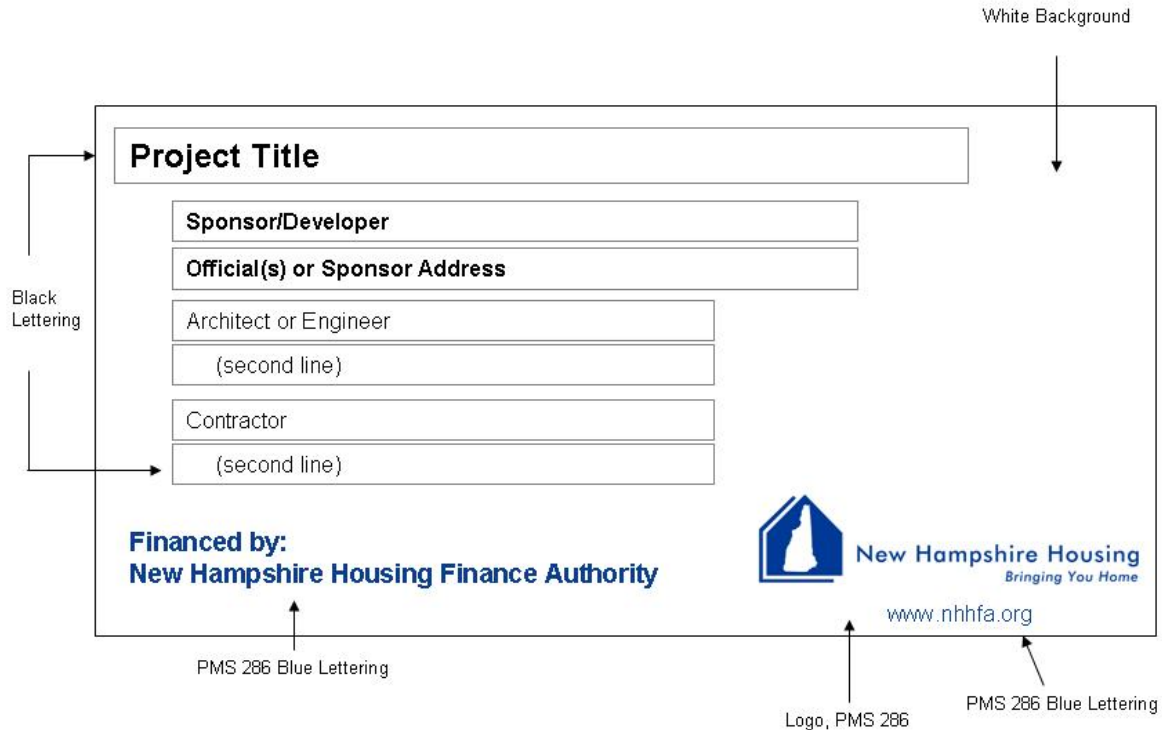 White Background
Project Title
Sponsor/Developer
Official(s) or Sponsor Address
Black
Lettering
Architect or Engineer
(second line)
Contractor
(second line)
Financed by:
New Hampshire Housing Finance Authority
New Hampshire Housing
Bringing You Home
www.nhhfa.org
PMS 286 Blue Lettering
Logo, PMS 286
PMS 286 Blue Lettering